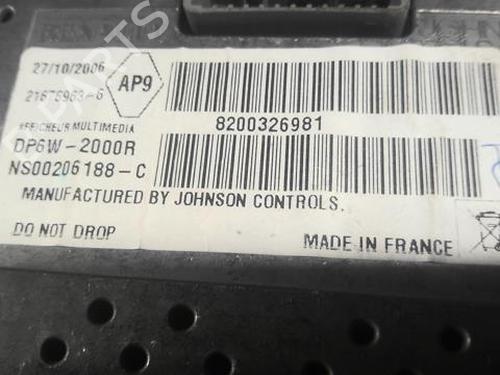 27/10/2006
AP9
21676963-6
AFFICHEUR MULTIMEDIA
8200326981
DP6W-2000R
NS00206188-C
MANUFACTURED BY JOHNSON CONTROLS.
DO NOT DROP
MADE IN FRANCE